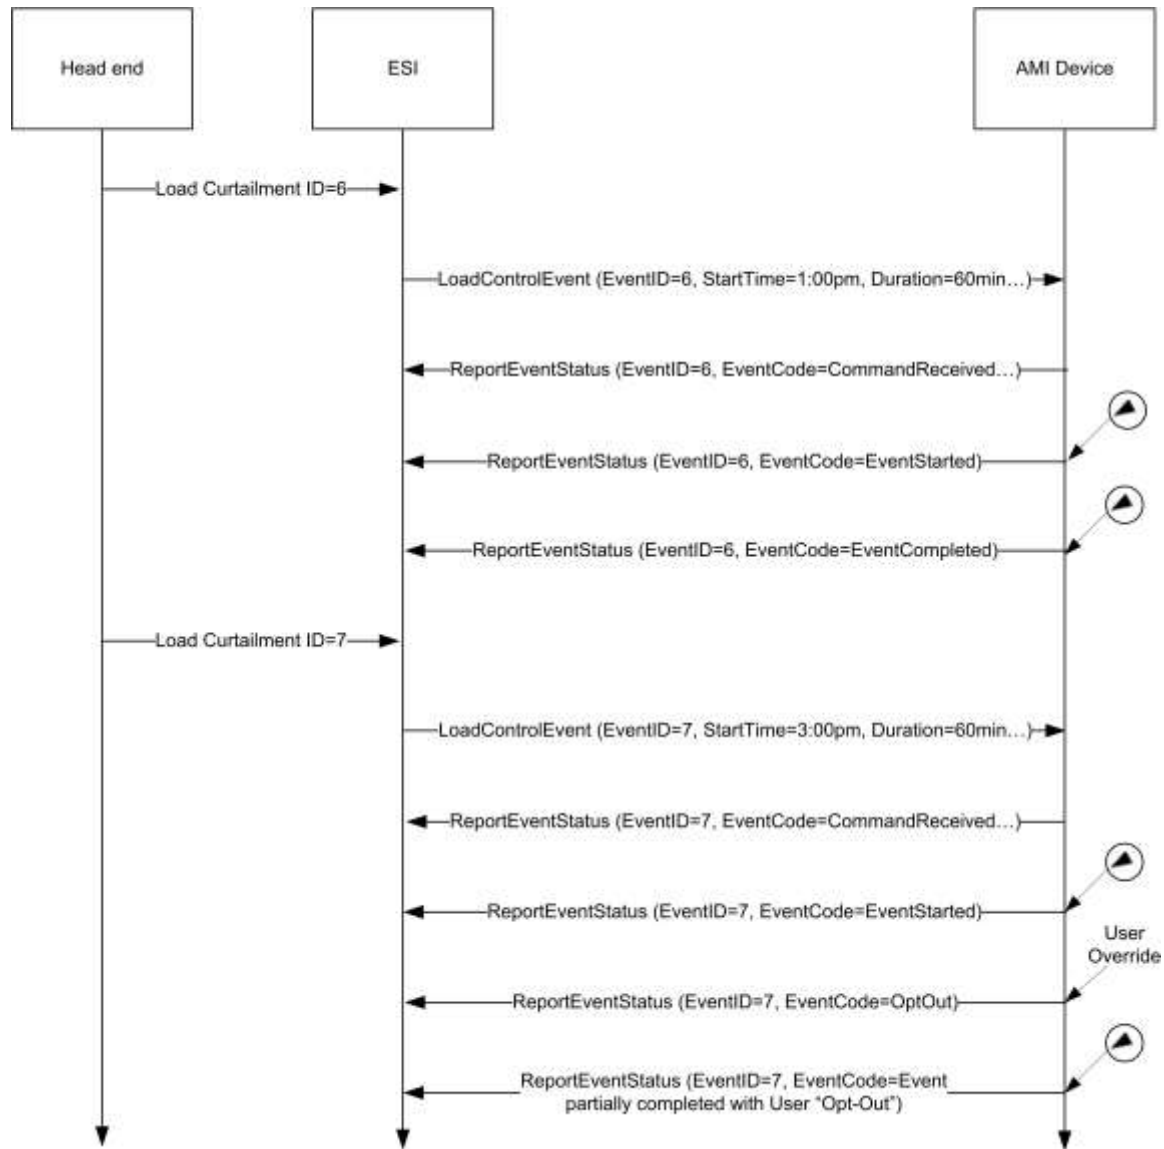 Head end
ESI
AMI Device
Load Curtailment ID=6
LoadControlEvent (EventID=6, StartTime=1:00pm, Duration=60min…)
ReportEventStatus (EventID=6, EventCode=CommandReceived…)
ReportEventStatus (EventID=6, EventCode=EventStarted)
ReportEventStatus (EventID=6, EventCode=EventCompleted)
Load Curtailment ID=7
LoadControlEvent (EventID=7, StartTime=3:00pm, Duration=60min…)
ReportEventStatus (EventID=7, EventCode=CommandReceived…)
ReportEventStatus (EventID=7, EventCode=EventStarted)
User
Override
ReportEventStatus (EventID=7, EventCode=OptOut)
ReportEventStatus (EventID=7, EventCode=Event
partially completed with User “Opt-Out”)